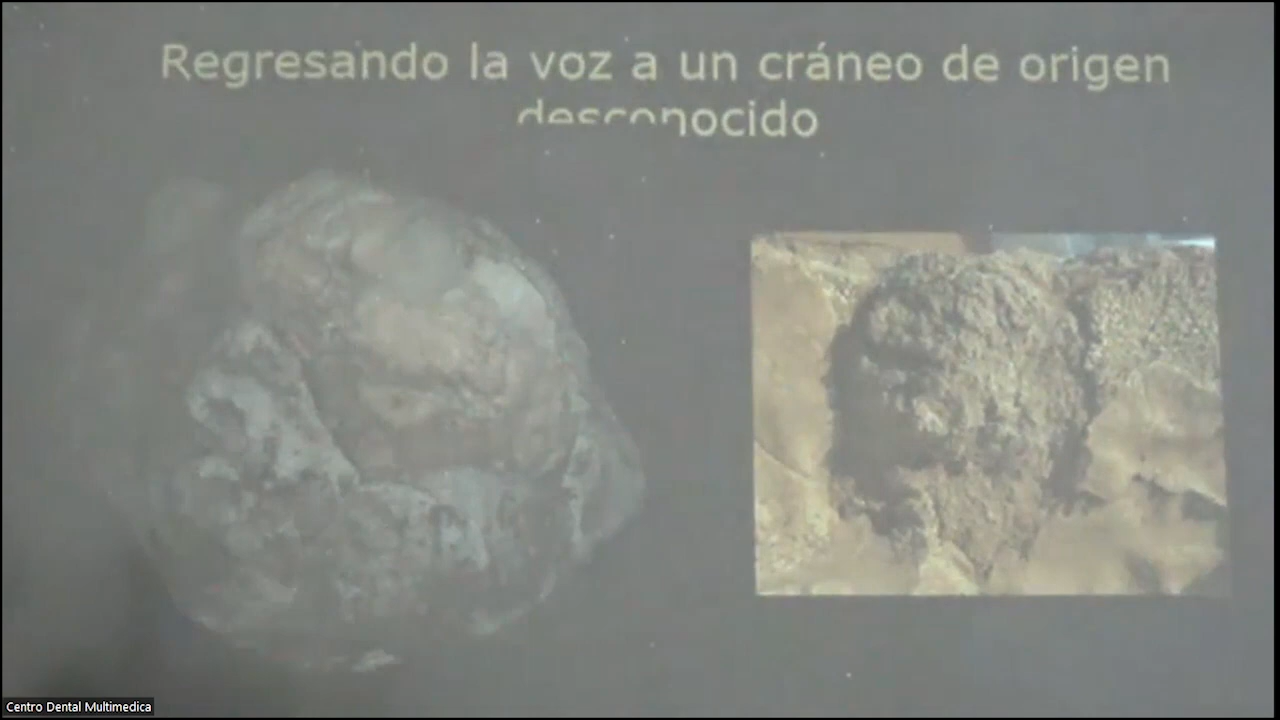 Regresando la voz a un cráneo de origen
desconocido
Centro Dental Multimedica